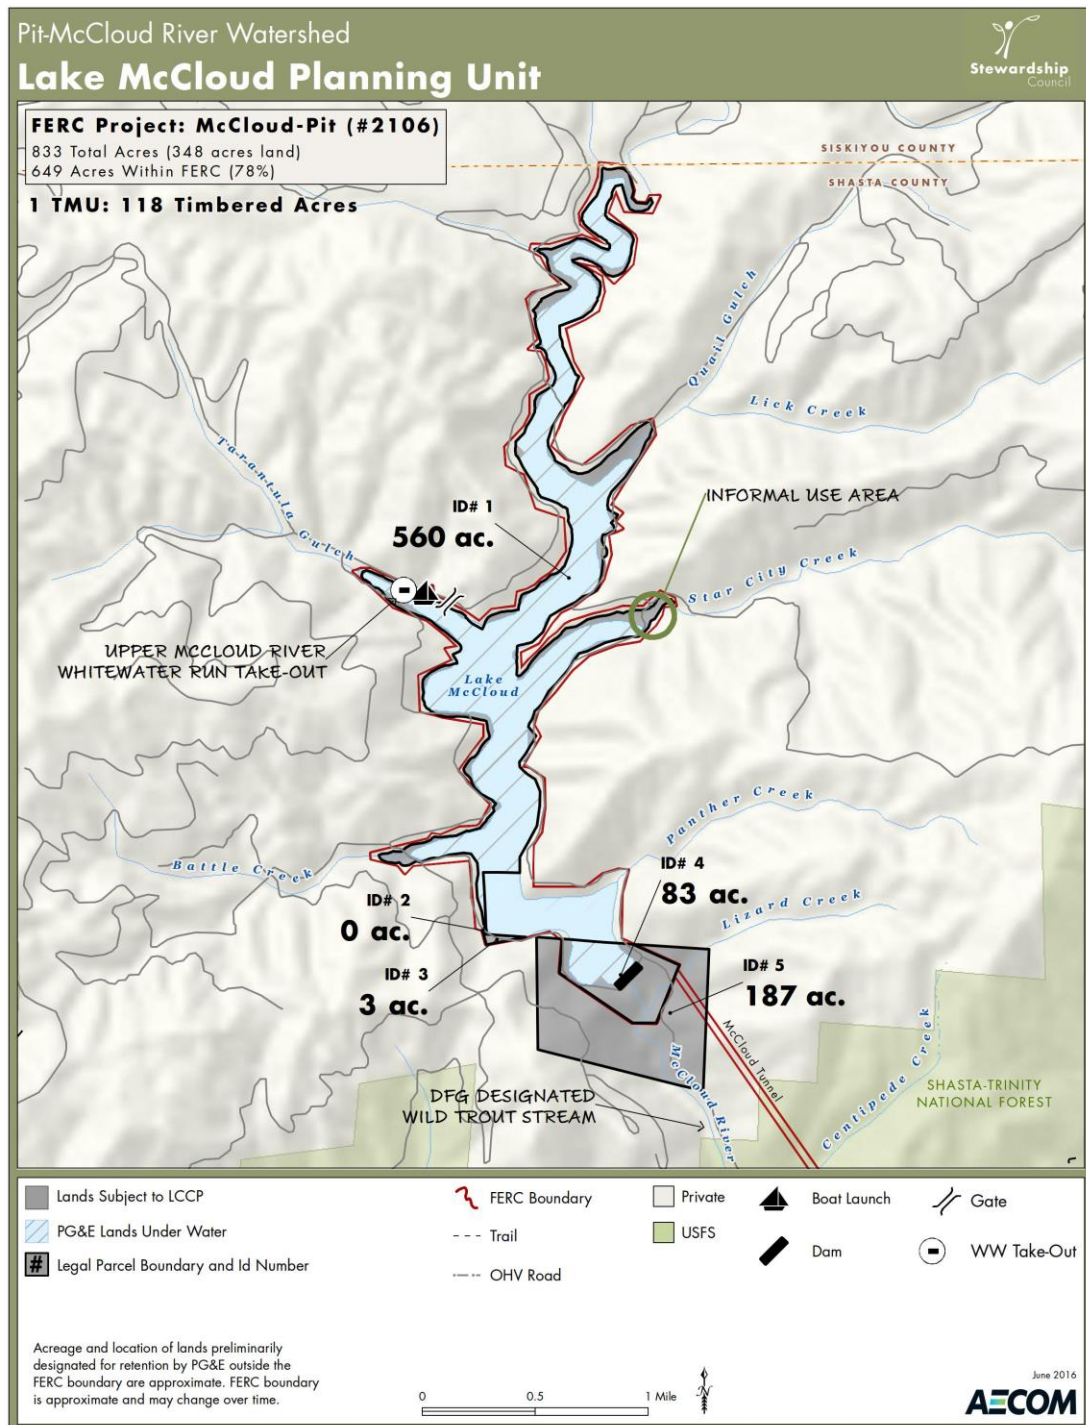 Pit-McCloud River Watershed
Lake McCloud Planning Unit
Stewardship
Council
FERC Project: McCloud-Pit (#2106)
833 Total Acres (348 acres land)
649 Acres Within FERC (78%)
1 TMU: 118 Timbered Acres
SISKIYOU COUNTY
SHASTA COUNTY
Quail Gulch
Lick Creek
Tarantula Gulch
ID# 1
560 ac.
INFORMAL USE AREA
Star City Creek
UPPER MCCLOUD RIVER
WHITEWATER RUN TAKE-OUT
Lake
McCloud
Panther Creek
Battle Creek
ID# 4
83 ac.
ID# 2
0 ac.
Lizard Creek
ID# 3
3 ac.
ID# 5
187 ac.
McCloud Tunnel
McCloud River
Centipede Creek
DFG DESIGNATED
WILD TROUT STREAM
SHASTA-TRINITY
NATIONAL FOREST
Lands Subject to LCCP
PG&E Lands Under Water
# Legal Parcel Boundary and Id Number
FERC Boundary
Trail
OHV Road
Private
USFS
Boat Launch
Dam
Gate
WW Take-Out
Acreage and location of lands preliminarily
designated for retention by PG&E outside the
FERC boundary are approximate. FERC boundary
is approximate and may change over time.
0 0.5 1 Mile
N
June 2016
AECOM